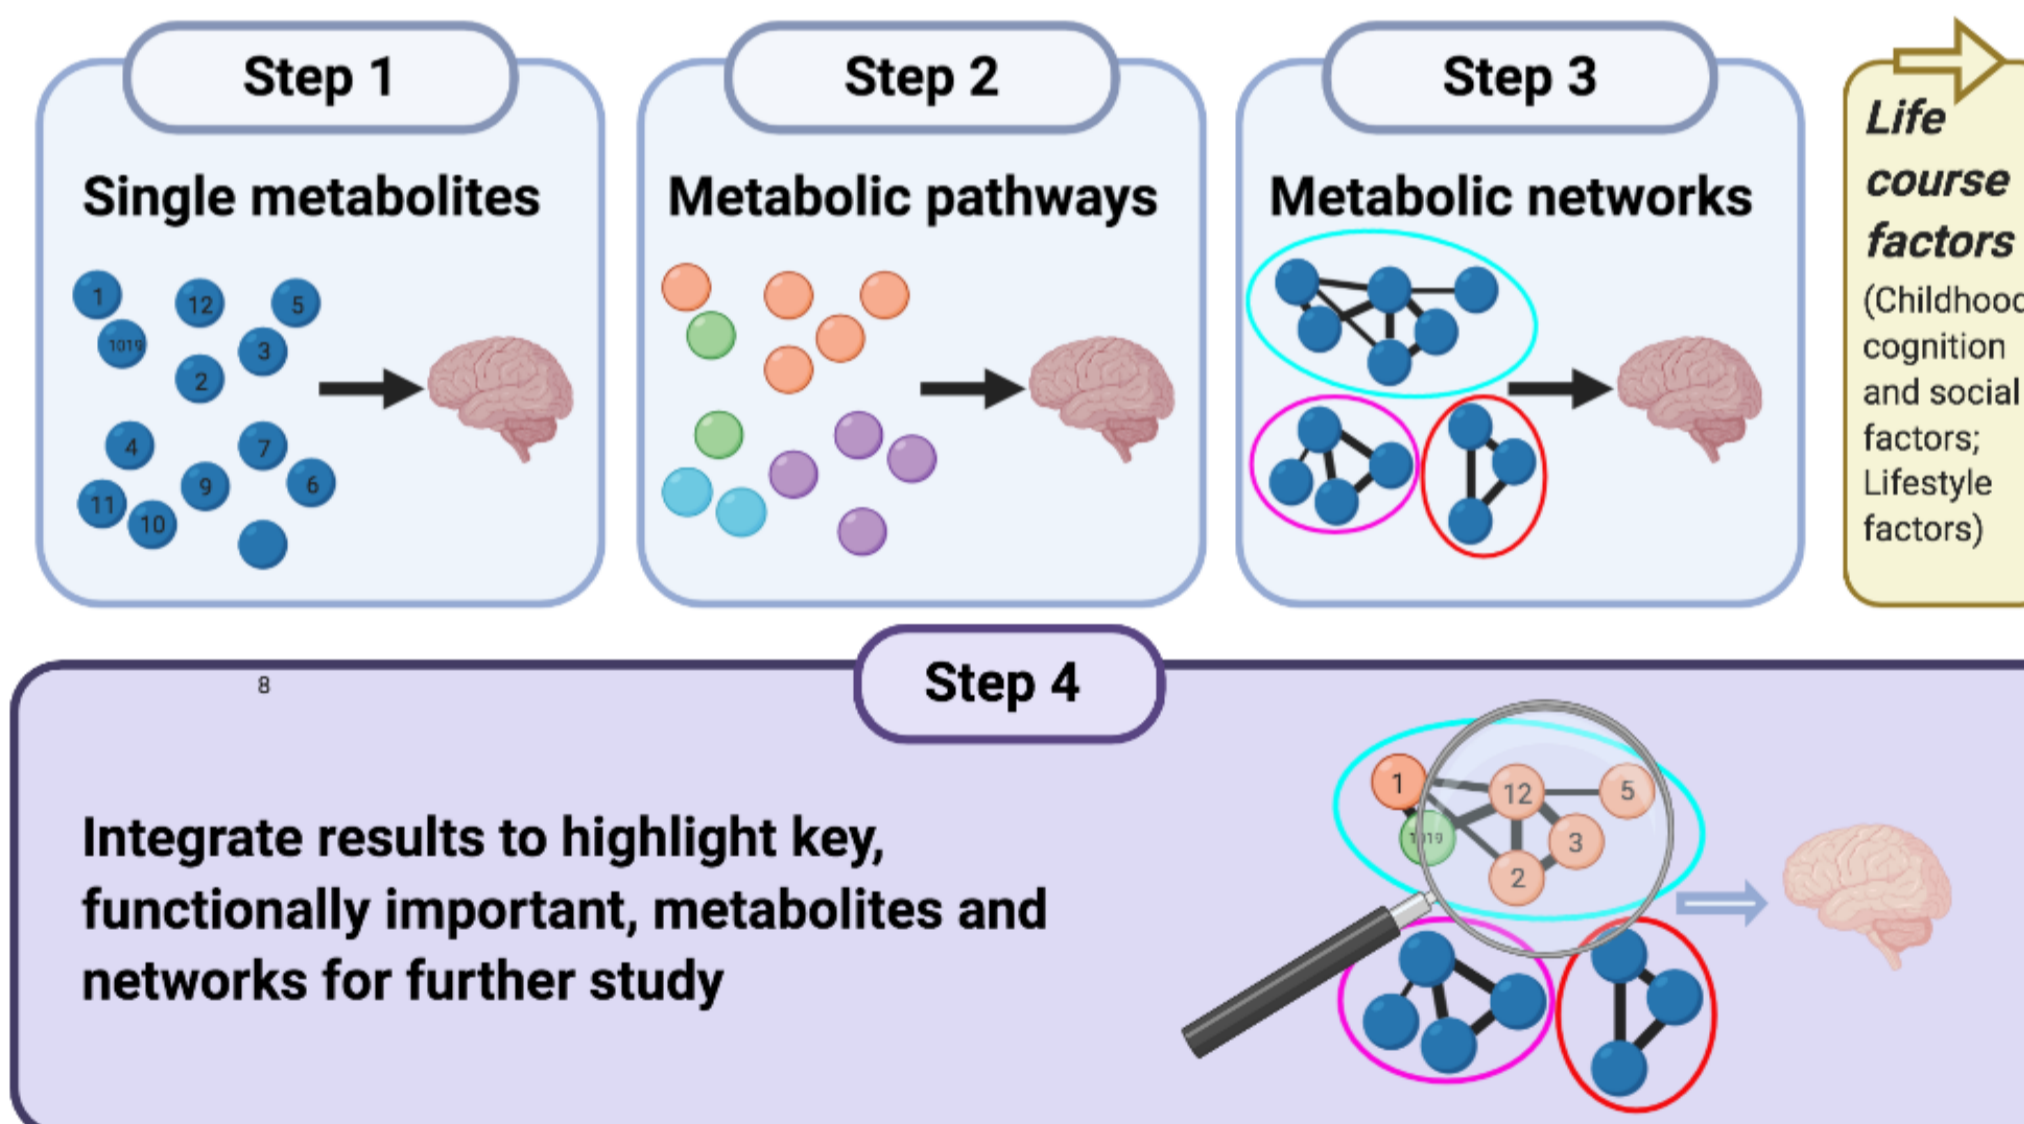 Step 1
Single metabolites
1
12
5
1019
3
2
4
7
9
6
11
10
Step 2
Metabolic pathways
Step 3
Metabolic networks
Life
course
factors
(Childhood
cognition
and social
factors;
Lifestyle
factors)
Step 4
8
Integrate results to highlight key,
functionally important, metabolites and
networks for further study
1
12
5
1019
3
2